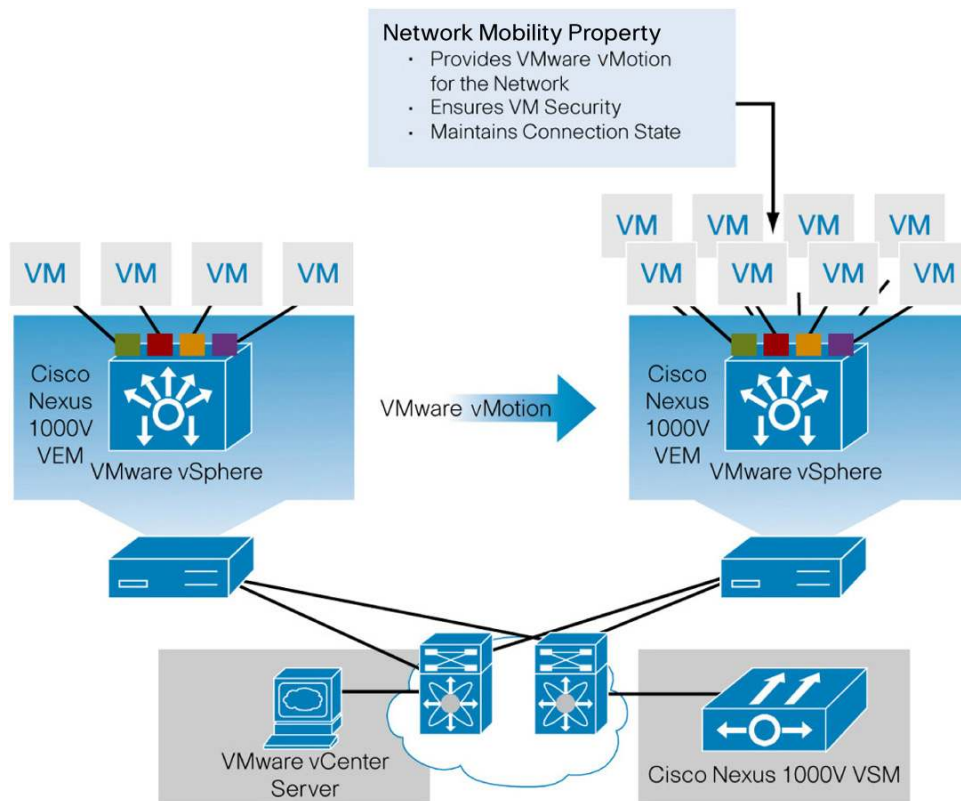 Network Mobility Property
· Provides VMware vMotion
for the Network
· Ensures VM Security
· Maintains Connection State
VM VM VM VM
VM VM VM VM
VM VM VM VM
Cisco
Nexus
1000V
VEM
VMware vSphere
VMware vMotion
Cisco
Nexus
1000V
VEM
VMware vSphere
VMware vCenter
Server
Cisco Nexus 1000V VSM